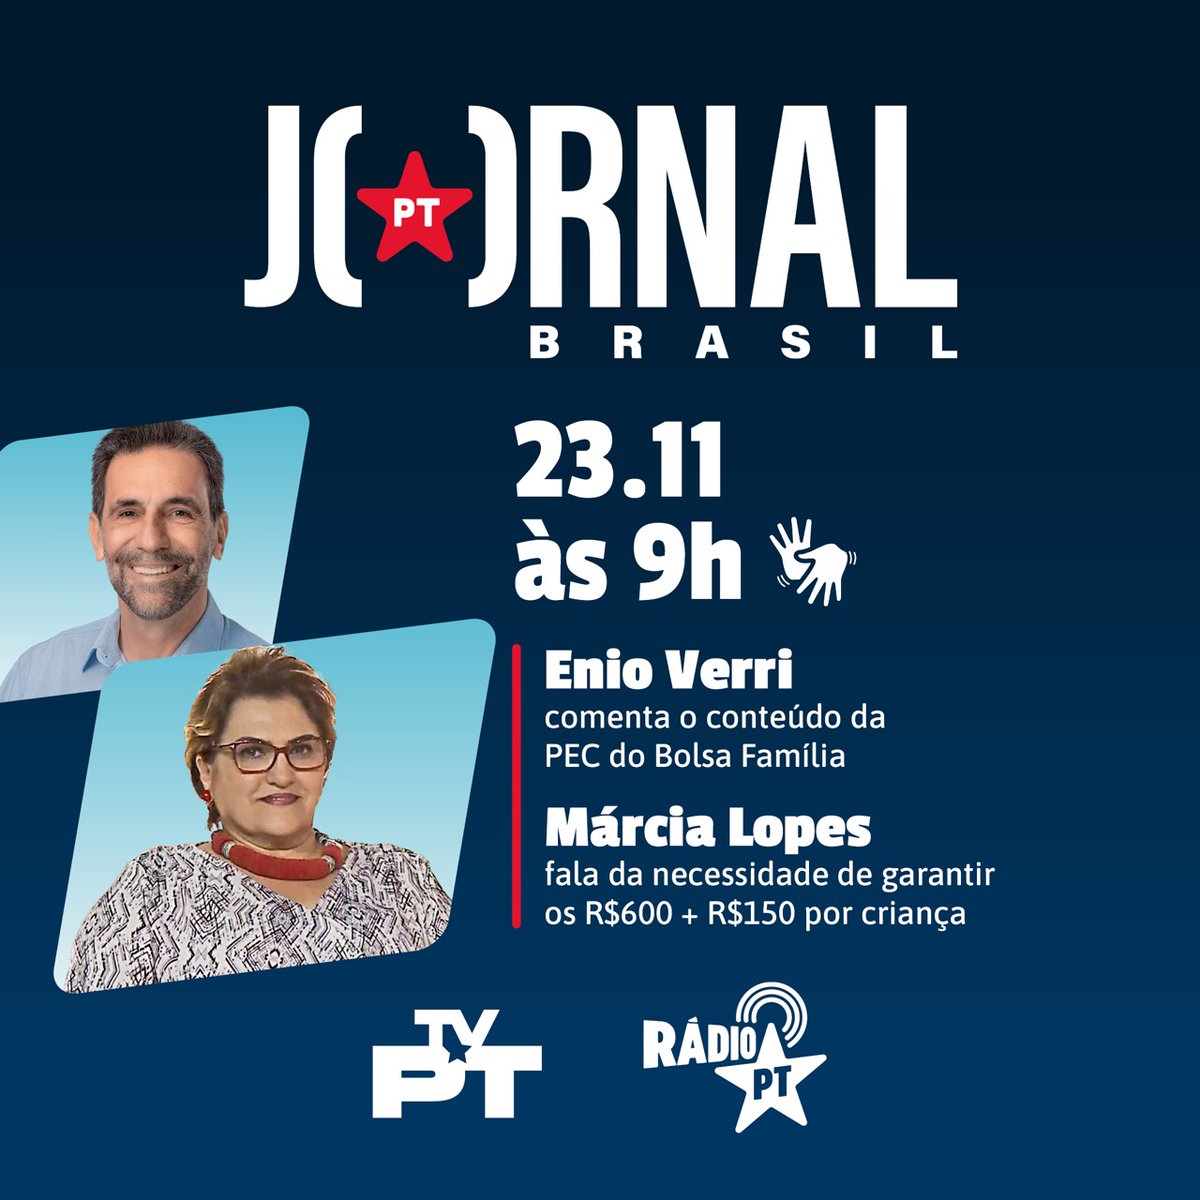 JORNAL
PT
BRASIL
23.11
às 9h
Enio Verri
comenta o conteúdo da
PEC do Bolsa Família
Márcia Lopes
fala da necessidade de garantir
os R$600 + R$150 por criança
TV
PT
RÁDIO
PT